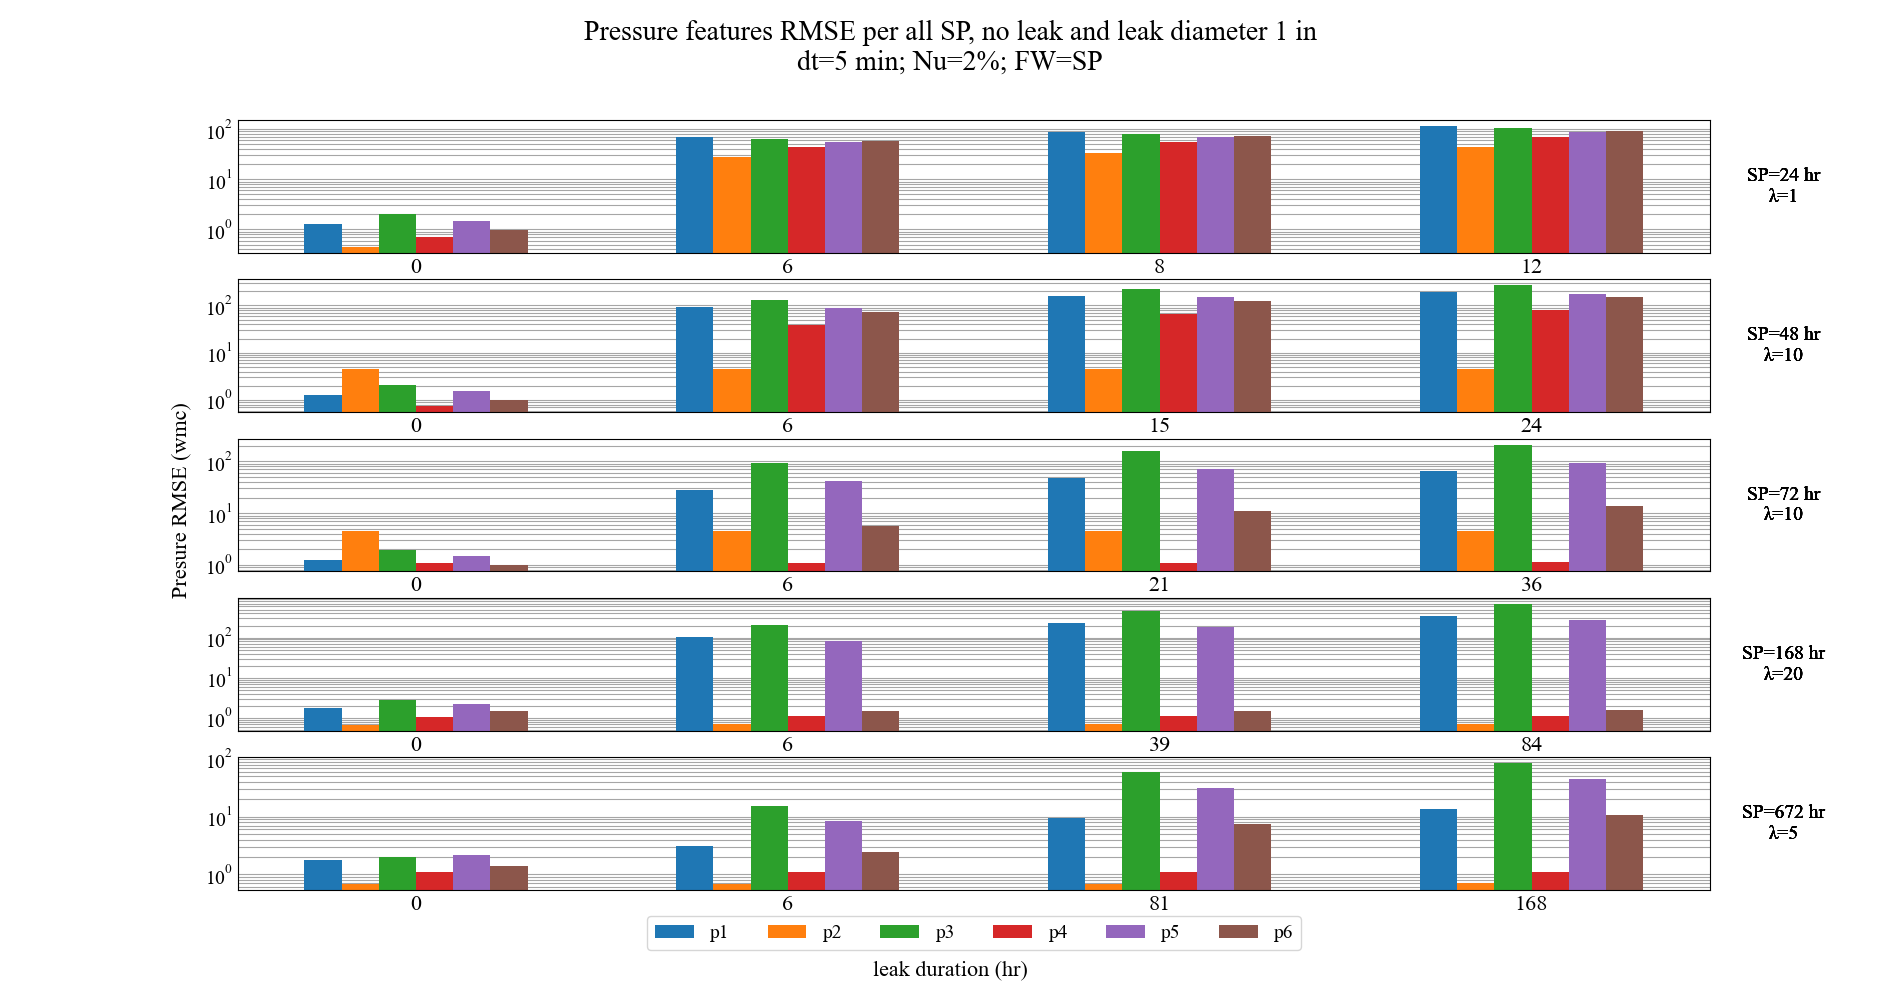 Pressure features RMSE per all SP, no leak and leak diameter 1 in
dt=5 min; Nu=2%; FW=SP
Pressure RMSE (wmc)
10²
10¹
10⁰
0 6 8 12
SP=24 hr
λ=1
10²
10¹
10⁰
0 6 15 24
SP=48 hr
λ=10
10²
10¹
10⁰
0 6 21 36
SP=72 hr
λ=10
10²
10¹
10⁰
0 6 39 84
SP=168 hr
λ=20
10²
10¹
10⁰
0 6 81 168
SP=672 hr
λ=5
p1 p2 p3 p4 p5 p6
leak duration (hr)